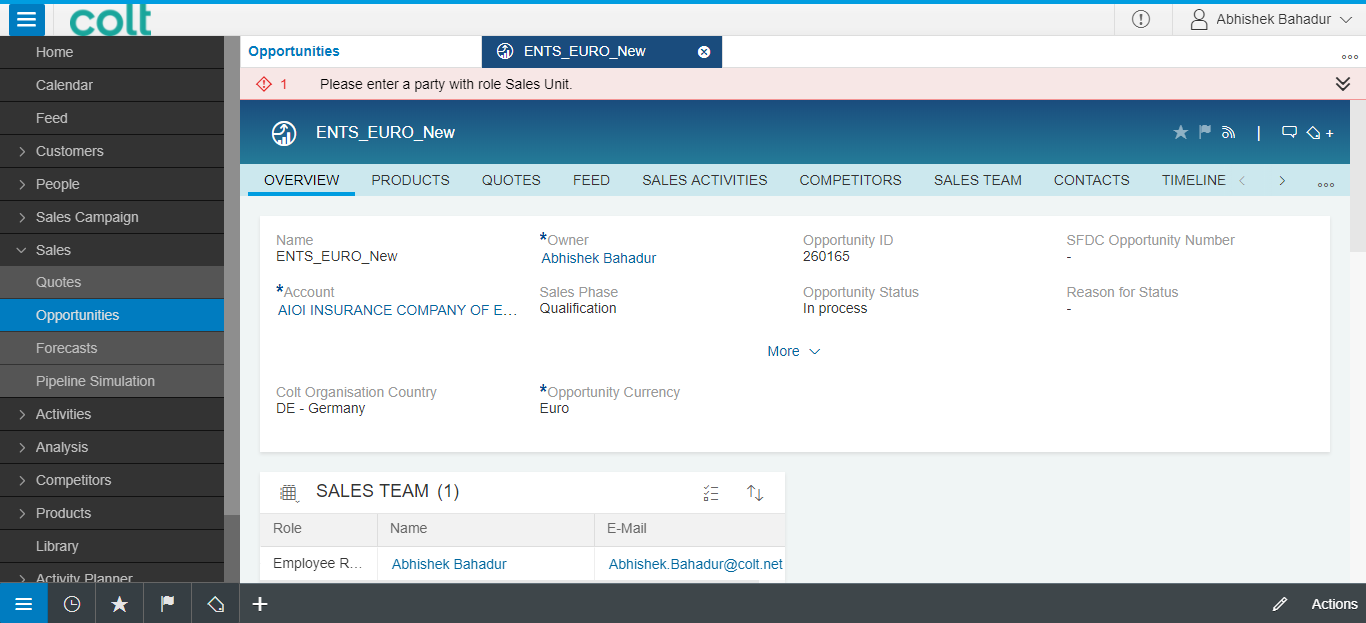 colt
Abhishek Bahadur
Home
Calendar
Feed
Customers
People
Sales Campaign
Sales
Quotes
Opportunities
Forecasts
Pipeline Simulation
Activities
Analysis
Competitors
Products
Library
Activity Planner
Opportunities
ENTS_EURO_New
1 Please enter a party with role Sales Unit.
ENTS_EURO_New
OVERVIEW PRODUCTS QUOTES FEED SALES ACTIVITIES COMPETITORS SALES TEAM CONTACTS TIMELINE
Name *Owner Opportunity ID SFDC Opportunity Number
ENTS_EURO_New Abhishek Bahadur 260165 -
*Account Sales Phase Opportunity Status Reason for Status
AIOI INSURANCE COMPANY OF E... Qualification In process -
More
Colt Organisation Country *Opportunity Currency
DE - Germany Euro
SALES TEAM (1)
Role Name E-Mail
Employee R... Abhishek Bahadur Abhishek.Bahadur@colt.net
Actions